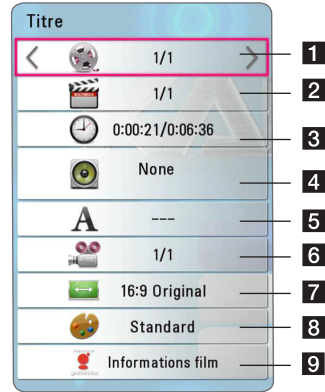 Titre
1/1 1
1/1 2
0:00:21/0:06:36 3
None 4
A --- 5
1/1 6
16:9 Original 7
Standard 8
Informations film 9